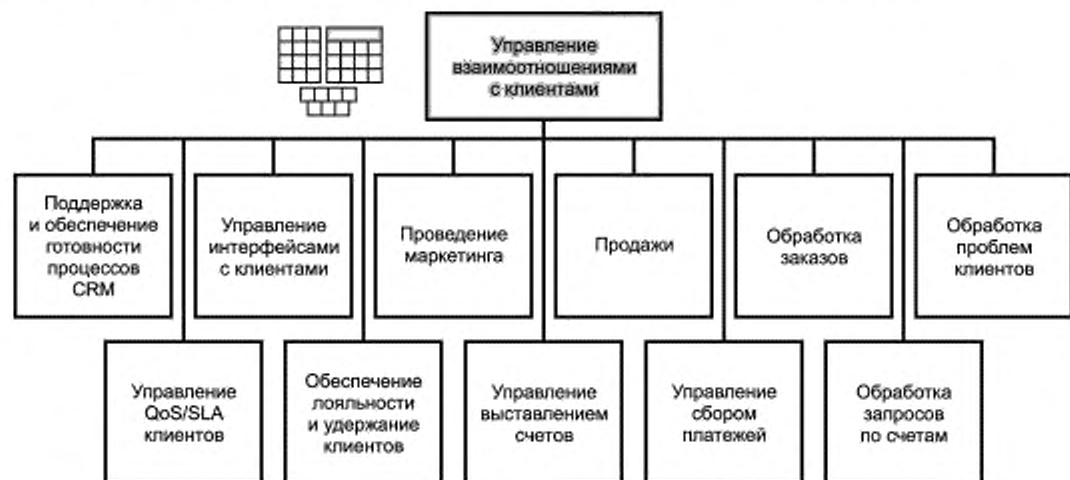 Управление
взаимоотношениями
с клиентами
Поддержка
и обеспечение
готовности
процессов
CRM
Управление
интерфейсами
с клиентами
Проведение
маркетинга
Продажи
Обработка
заказов
Обработка
проблем
клиентов
Управление
QoS/SLA
клиентов
Обеспечение
лояльности
и удержание
клиентов
Управление
выставлением
счетов
Управление
сбором
платежей
Обработка
запросов
по счетам